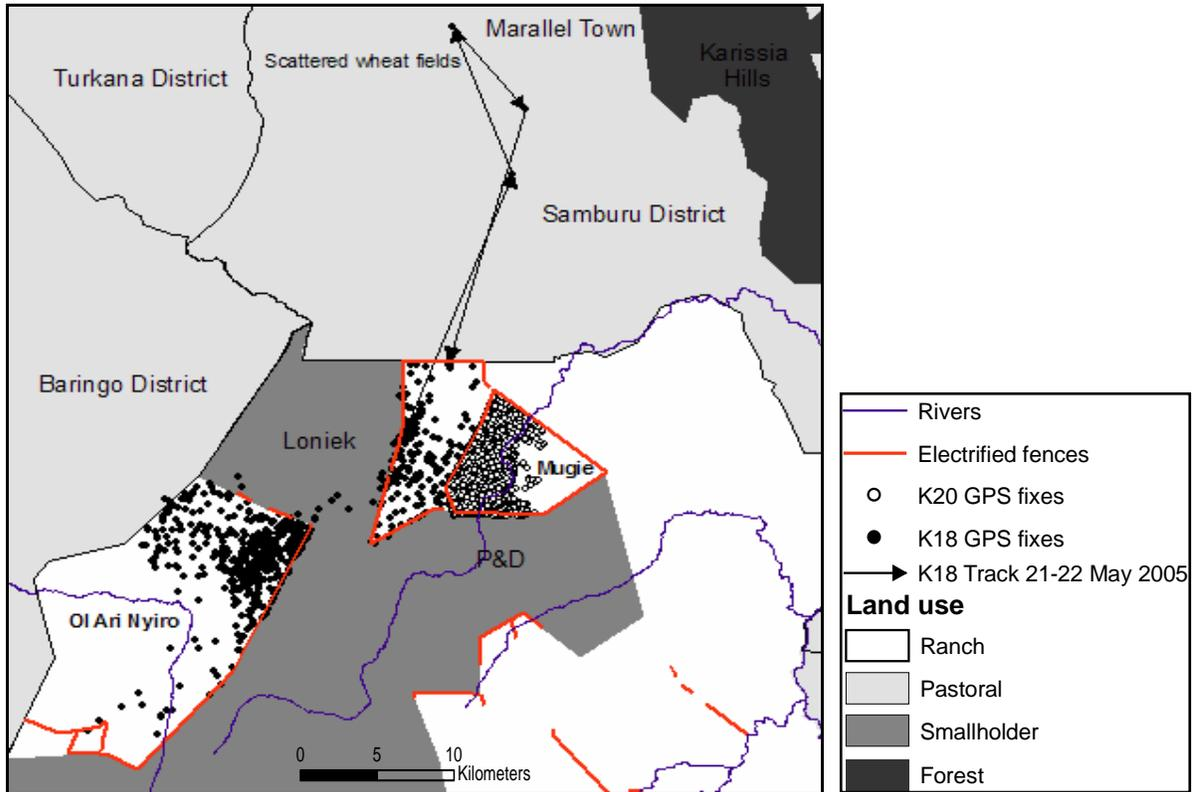 Marallel Town
Scattered wheat fields
Karissia
Hills
Turkana District
Samburu District
Baringo District
Loniek
Mugie
P&D
Ol Ari Nyiro
0 5 10
Kilometers
Rivers
Electrified fences
K20 GPS fixes
K18 GPS fixes
K18 Track 21-22 May 2005
Land use
Ranch
Pastoral
Smallholder
Forest